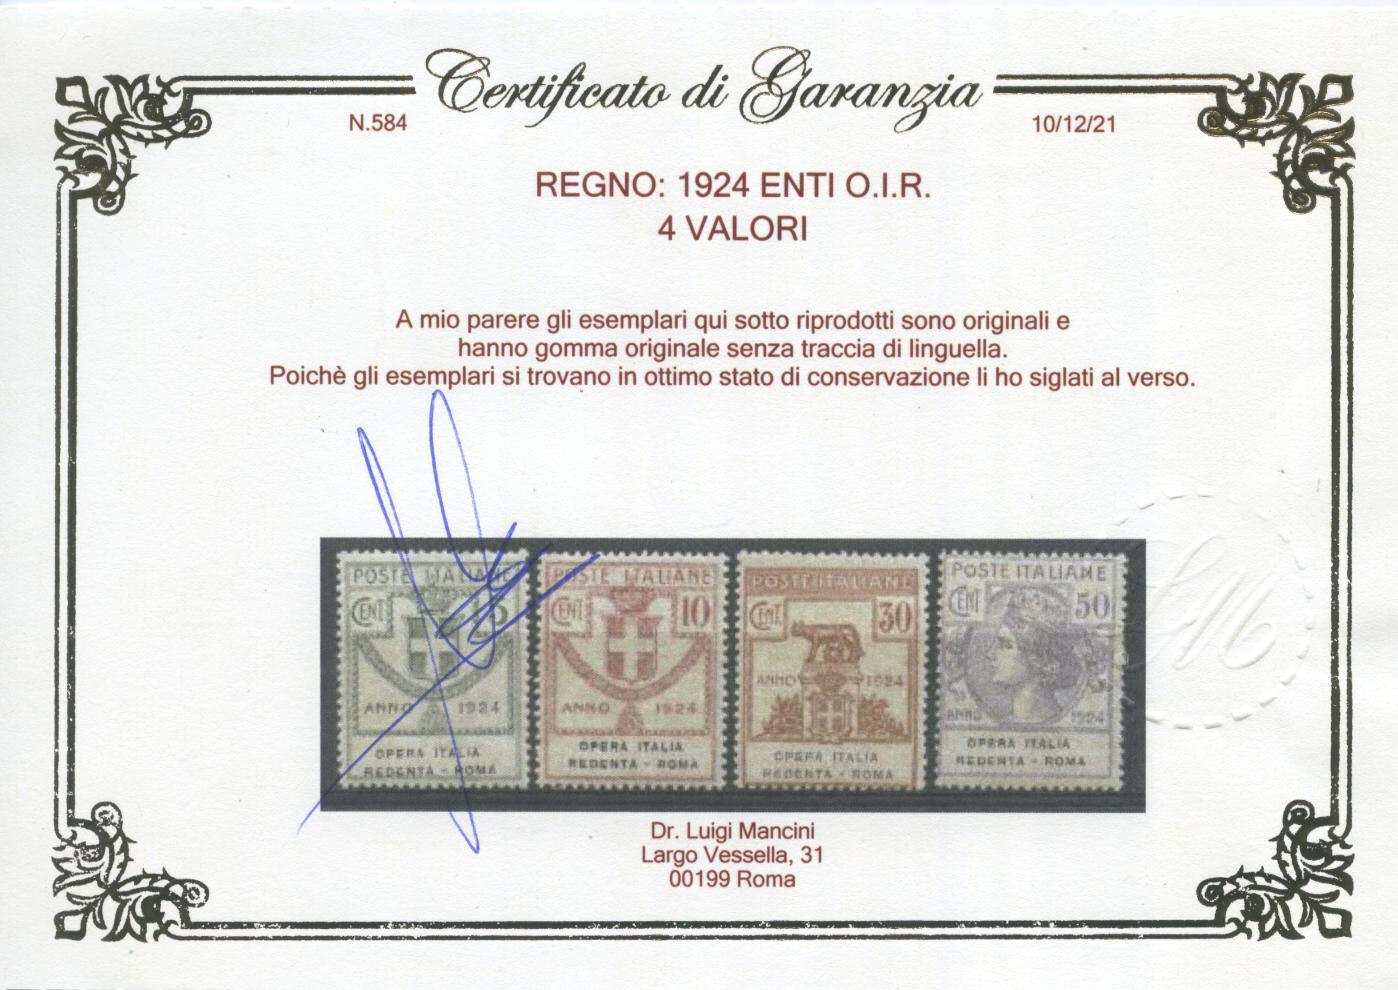 Certificato di Garanzia
N.584
10/12/21
REGNO: 1924 ENTI O.I.R.
4 VALORI
A mio parere gli esemplari qui sotto riprodotti sono originali e
hanno gomma originale senza traccia di linguella.
Poichè gli esemplari si trovano in ottimo stato di conservazione li ho siglati al verso.
POSTE ITALIANE
CENT
ANNO 1924
OPERA ITALIA
REDENTA - ROMA
POSTE ITALIANE
CENT 10
ANNO 1924
OPERA ITALIA
REDENTA - ROMA
POSTE ITALIANE
CENT 30
ANNO 1924
OPERA ITALIA
REDENTA - ROMA
POSTE ITALIANE
CENT 50
ANNO 1924
OPERA ITALIA
REDENTA - ROMA
Dr. Luigi Mancini
Largo Vessella, 31
00199 Roma